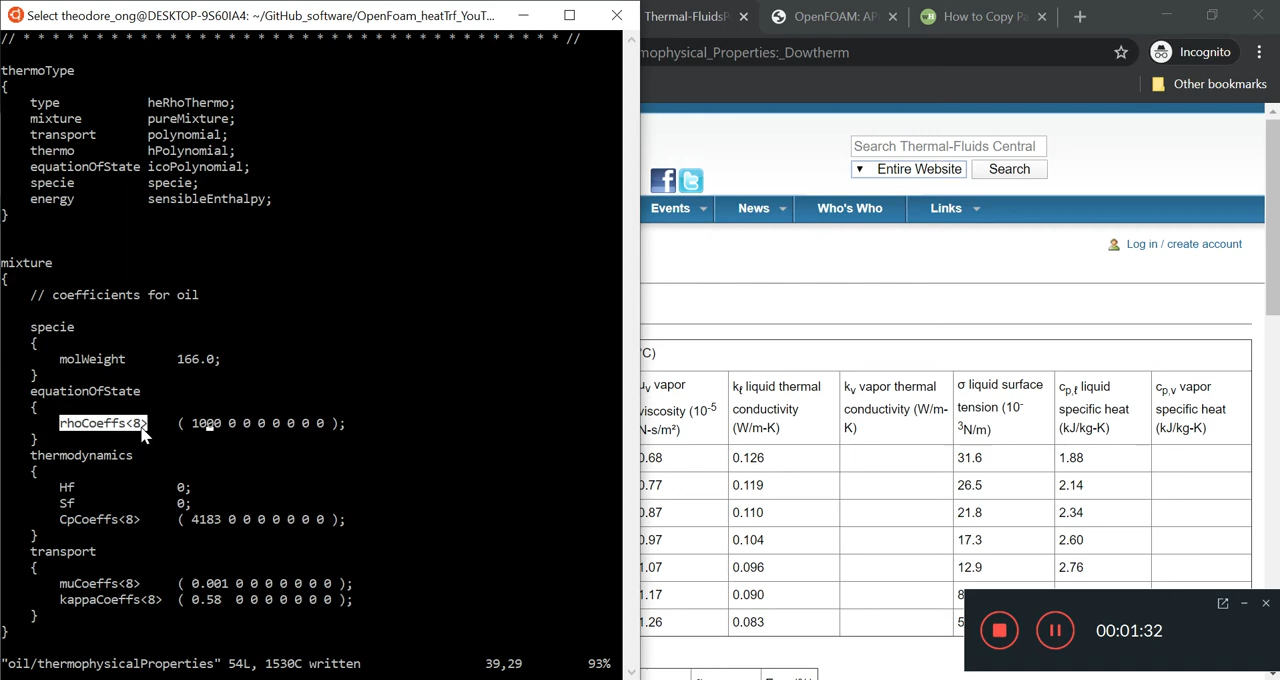 Select theodore_ong@DESKTOP-9S60IA4: ~/GitHub_software/OpenFoam_heatTrf_YouT...
// * * * * * * * * * * * * * * * * * * * * * * * * * * * * * * * * * * * * * //
thermoType
{
type heRhoThermo;
mixture pureMixture;
transport polynomial;
thermo hPolynomial;
equationOfState icoPolynomial;
specie specie;
energy sensibleEnthalpy;
}
mixture
{
// coefficients for oil
specie
{
molWeight 166.0;
}
equationOfState
{
rhoCoeffs<8> ( 1000 0 0 0 0 0 0 0 );
}
thermodynamics
{
Hf 0;
Sf 0;
CpCoeffs<8> ( 4183 0 0 0 0 0 0 0 );
}
transport
{
muCoeffs<8> ( 0.001 0 0 0 0 0 0 0 );
kappaCoeffs<8> ( 0.58 0 0 0 0 0 0 0 );
}
}
"oil/thermophysicalProperties" 54L, 1530C written 39,29 93%
Thermal-FluidsP
OpenFOAM: AP
How to Copy Pa
mophysical_Properties:_Dowtherm
Incognito
Other bookmarks
Search Thermal-Fluids Central
Entire Website
Search
Events
News
Who's Who
Links
Log in / create account
°C)
μv vapor viscosity (10-5 N-s/m²)
kℓ liquid thermal conductivity (W/m-K)
kv vapor thermal conductivity (W/m-K)
σ liquid surface tension (10-3N/m)
cp,ℓ liquid specific heat (kJ/kg-K)
cp,v vapor specific heat (kJ/kg-K)
0.68 0.126 31.6 1.88
0.77 0.119 26.5 2.14
0.87 0.110 21.8 2.34
0.97 0.104 17.3 2.60
1.07 0.096 12.9 2.76
1.17 0.090
1.26 0.083
00:01:32